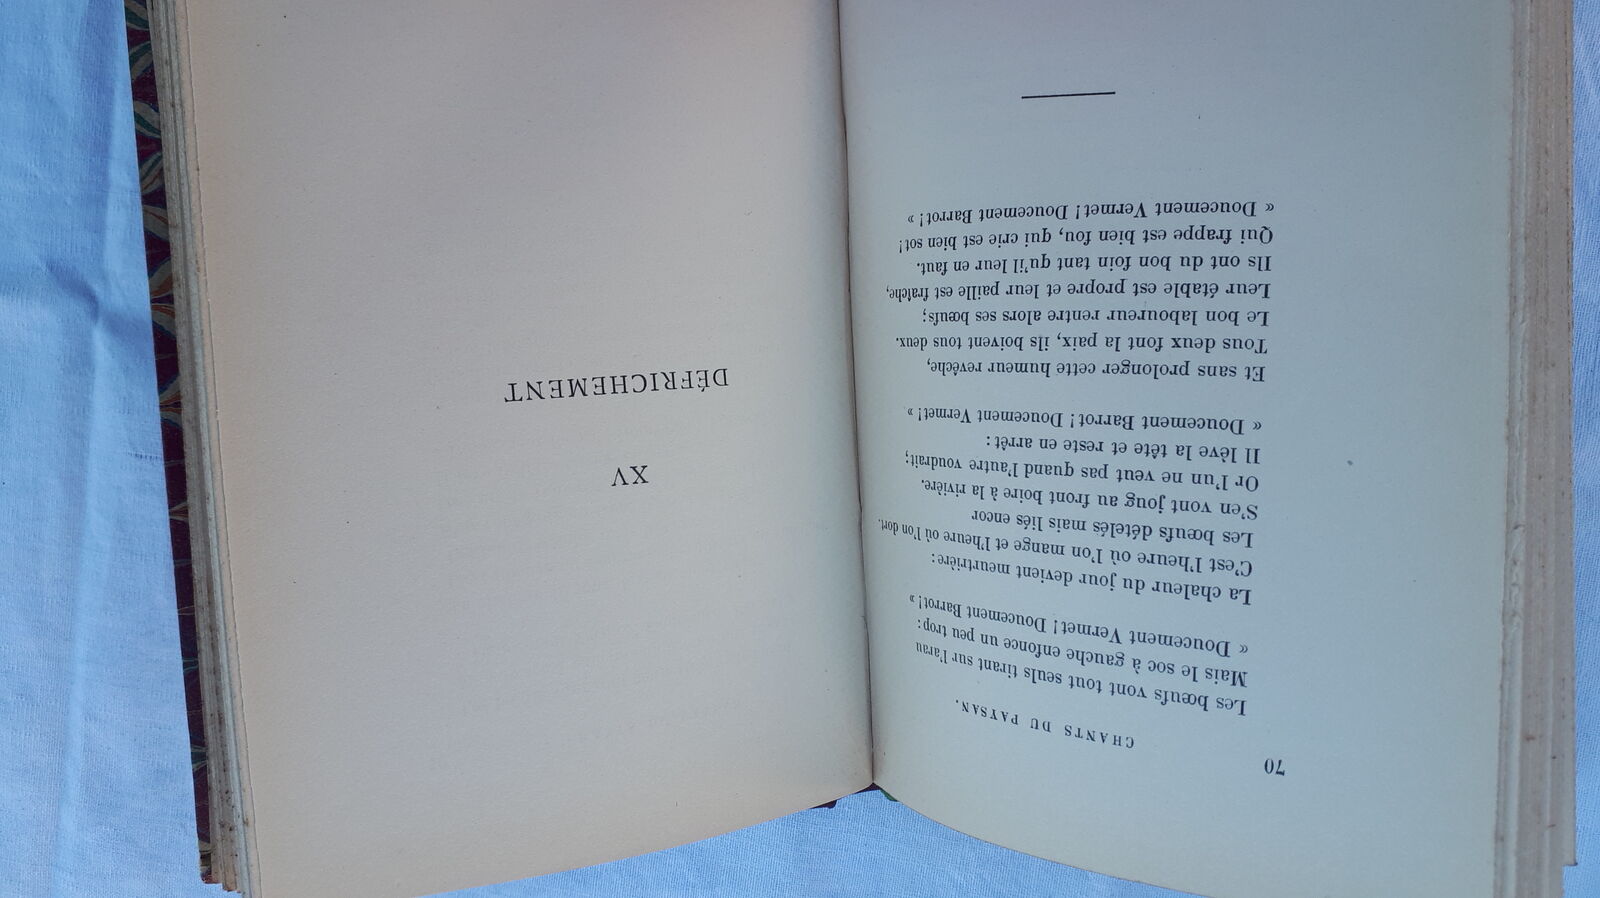 70
CHANTS DU PAYSAN.
Les bœufs vont tout seuls tirant sur l'arau
Mais le soc à gauche enfonce un peu trop:
« Doucement Vermet! Doucement Barrot! »
La chaleur du jour devient meurtrière:
C'est l'heure où l'on mange et l'heure où l'on dort.
Les bœufs dételés mais liés encor
S'en vont joug au front boire à la rivière.
Or l'un ne veut pas quand l'autre voudrait;
Il lève la tête et reste en arrêt:
« Doucement Barrot! Doucement Vermet! »
Et sans prolonger cette humeur revêche,
Tous deux font la paix, ils boivent tous deux.
Le bon laboureur rentre alors ses bœufs;
Leur étable est propre et leur paille est fraîche,
Ils ont du bon foin tant qu'il leur en faut.
Qui frappe est bien fou, qui crie est bien sot!
« Doucement Vermet! Doucement Barrot! »
XV
DÉFRICHEMENT